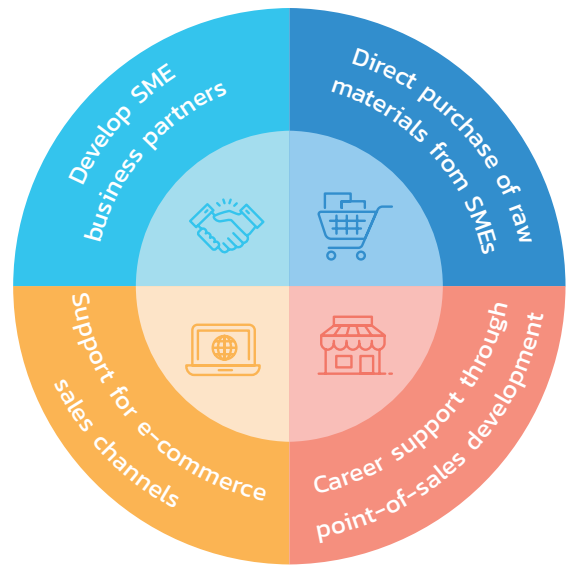 Develop SME
business partners
Direct purchase of raw
materials from SMEs
Support for e-commerce
sales channels
Career support through
point-of-sales development